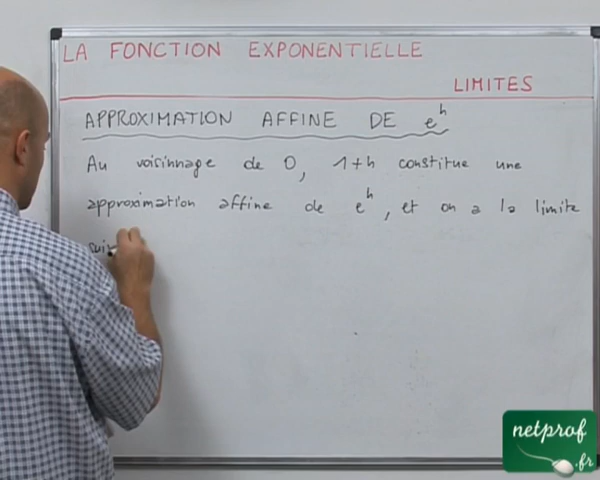 LA FONCTION EXPONENTIELLE
LIMITES
APPROXIMATION AFFINE DE e^h
Au voisinnage de 0, 1+h constitue une
approximation affine de e^h, et on a la limite
netprof
.fr